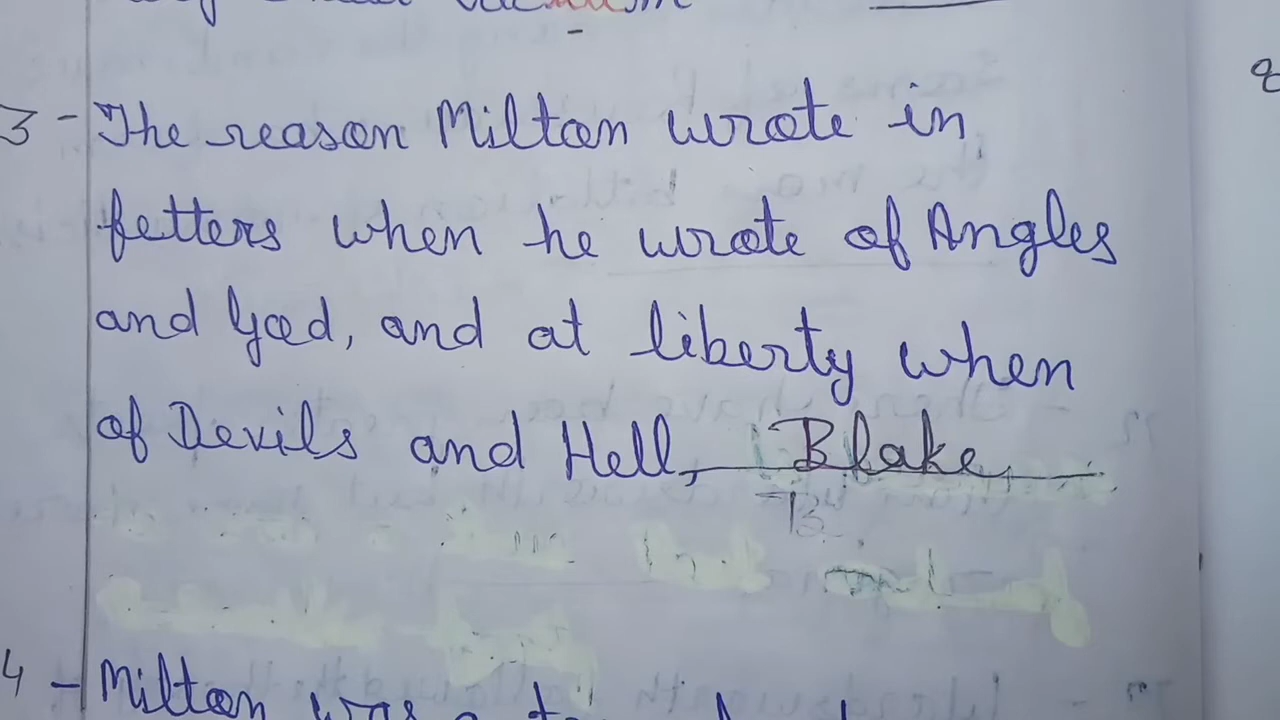 3 - The reason Milton wrote in
fetters when he wrote of Angles
and God, and at liberty when
of Devils and Hell, Blake
4 - Milton was a